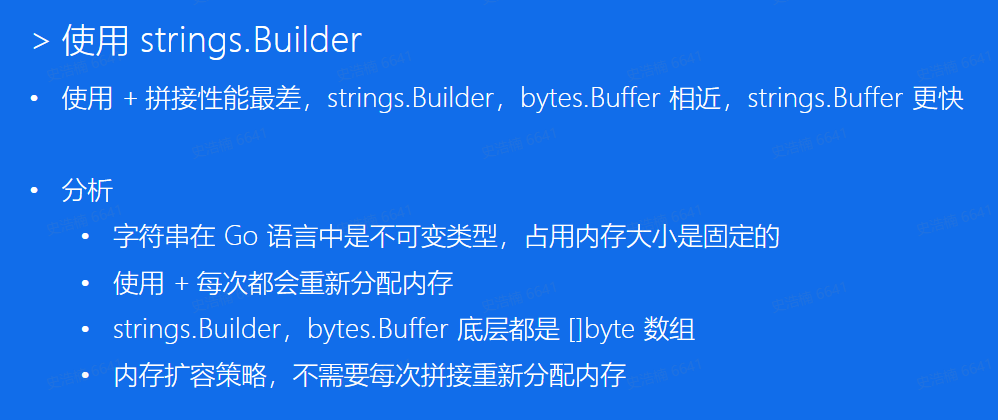 > 使用 strings.Builder
• 使用 + 拼接性能最差，strings.Builder，bytes.Buffer 相近，strings.Buffer 更快
• 分析
• 字符串在 Go 语言中是不可变类型，占用内存大小是固定的
• 使用 + 每次都会重新分配内存
• strings.Builder，bytes.Buffer 底层都是 []byte 数组
• 内存扩容策略，不需要每次拼接重新分配内存